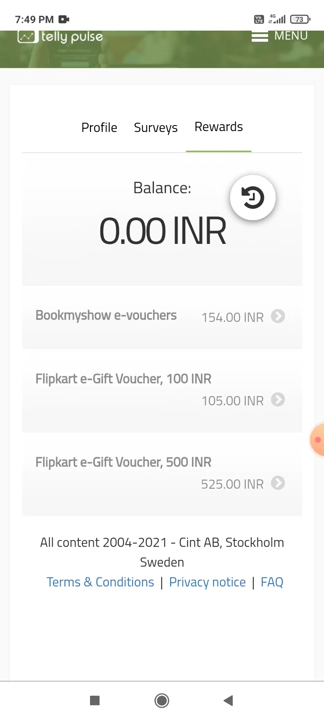 7:49 PM
73
telly pulse
MENU
Profile Surveys Rewards
Balance:
0.00 INR
Bookmyshow e-vouchers 154.00 INR
Flipkart e-Gift Voucher, 100 INR
105.00 INR
Flipkart e-Gift Voucher, 500 INR
525.00 INR
All content 2004-2021 - Cint AB, Stockholm
Sweden
Terms & Conditions | Privacy notice | FAQ